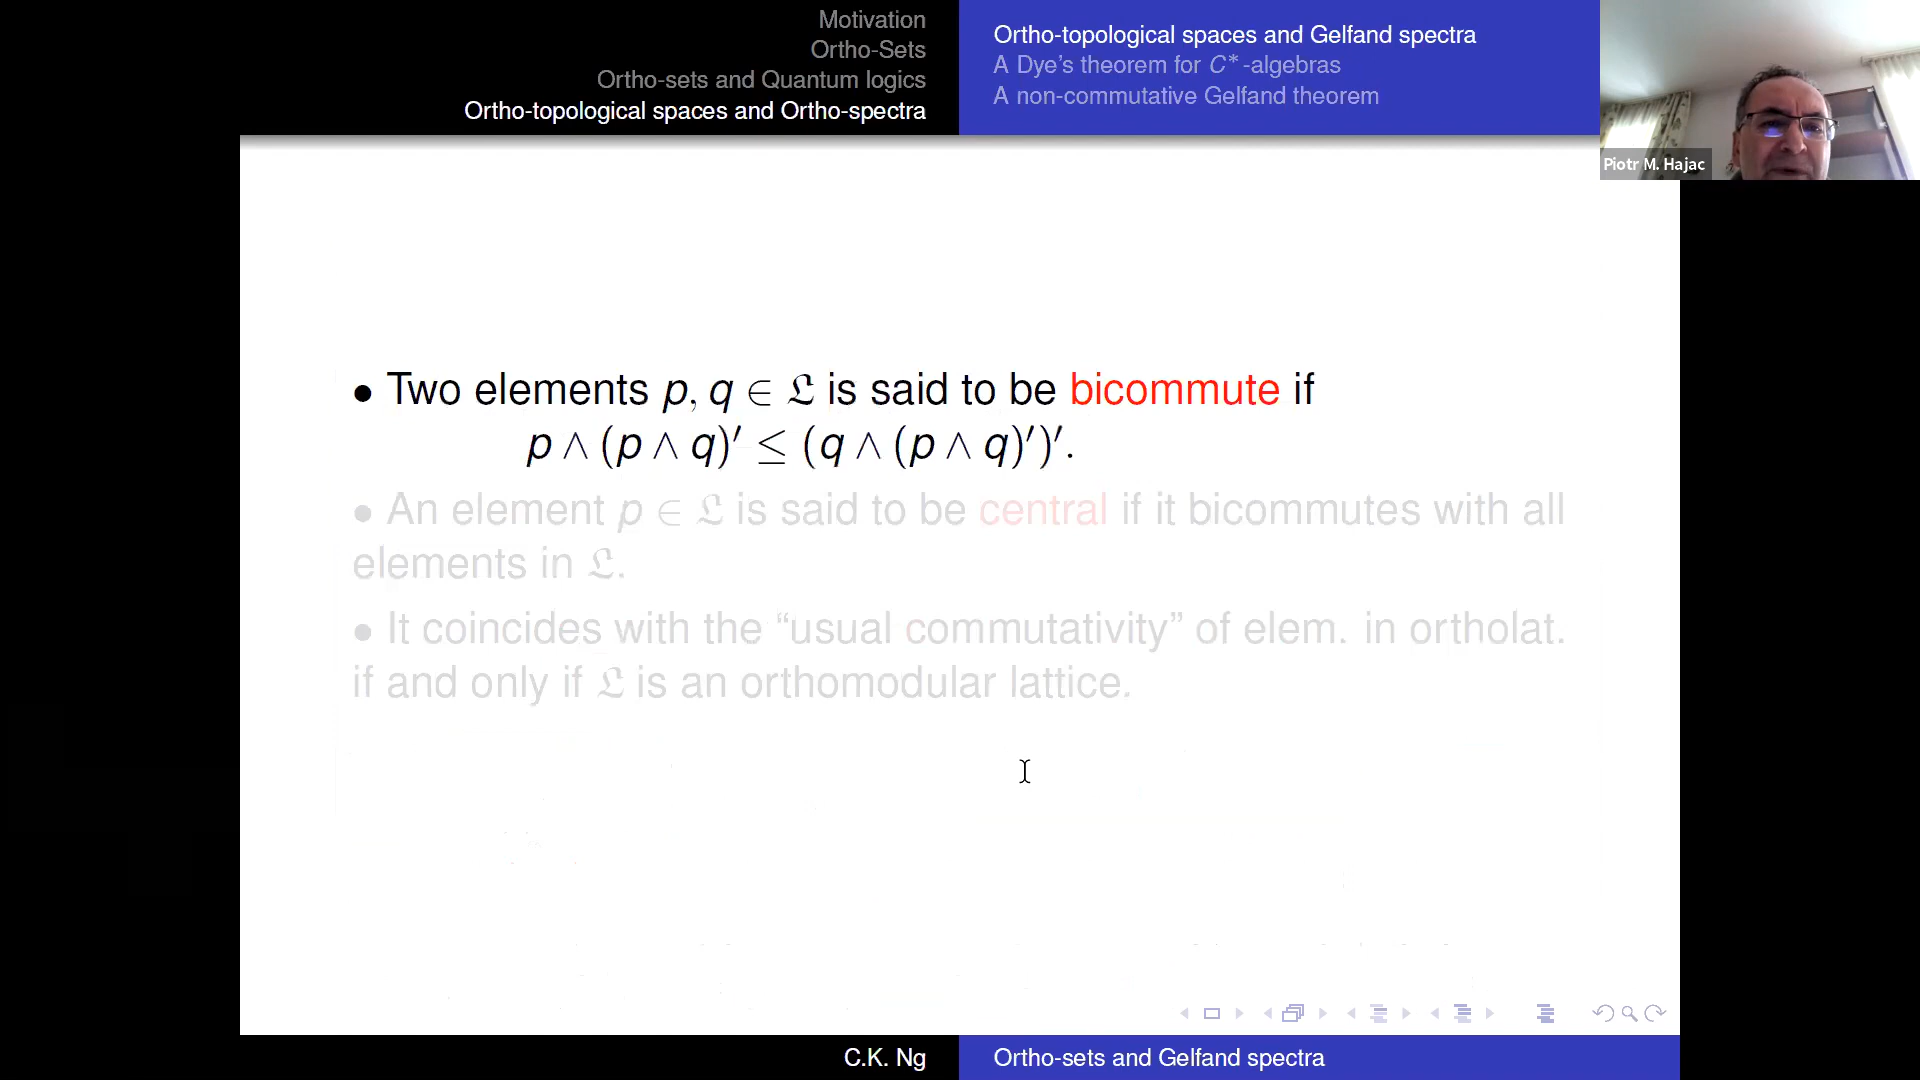 Motivation
Ortho-Sets
Ortho-sets and Quantum logics
Ortho-topological spaces and Ortho-spectra
Ortho-topological spaces and Gelfand spectra
A Dye's theorem for C*-algebras
A non-commutative Gelfand theorem
Piotr M. Hajac
• Two elements p, q ∈ 𝔏 is said to be bicommute if
p ∧ (p ∧ q)′ ≤ (q ∧ (p ∧ q)′)′.
• An element p ∈ 𝔏 is said to be central if it bicommutes with all
elements in 𝔏.
• It coincides with the “usual commutativity” of elem. in ortholat.
if and only if 𝔏 is an orthomodular lattice.
C.K. Ng
Ortho-sets and Gelfand spectra